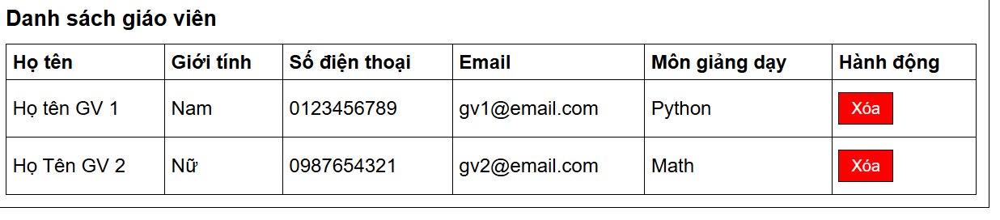 Danh sách giáo viên
Họ tên Giới tính Số điện thoại Email Môn giảng dạy Hành động
Họ tên GV 1 Nam 0123456789 gv1@email.com Python Xóa
Họ Tên GV 2 Nữ 0987654321 gv2@email.com Math Xóa